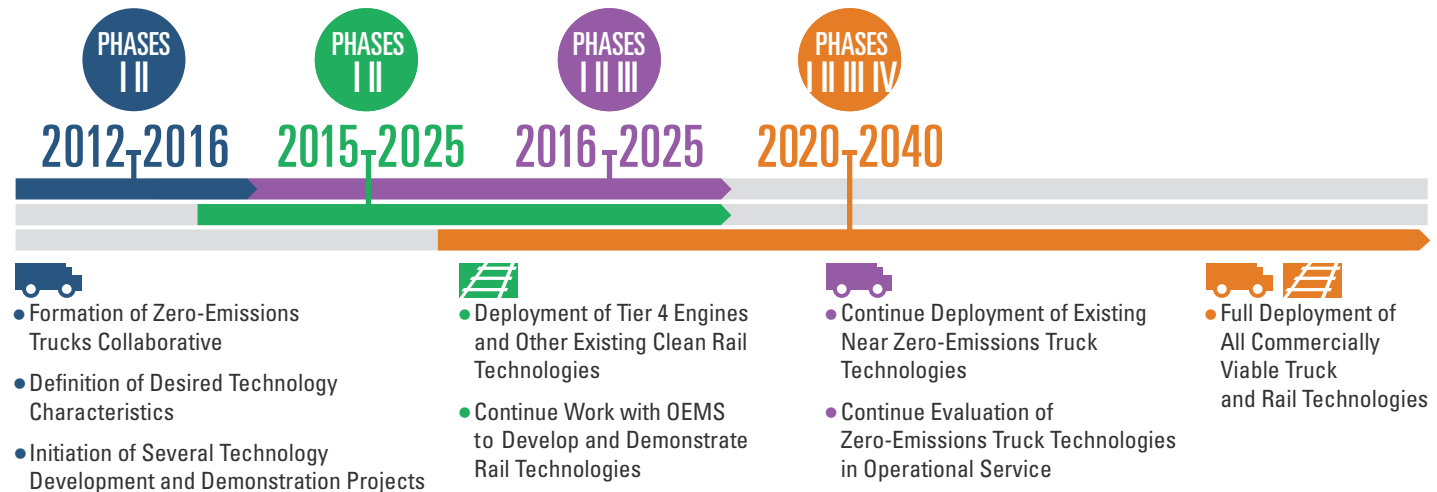 PHASES
I II
2012-2016
PHASES
I II
2015-2025
PHASES
I II III
2016-2025
PHASES
I II III IV
2020-2040
• Formation of Zero-Emissions
Trucks Collaborative
• Definition of Desired Technology
Characteristics
• Initiation of Several Technology
Development and Demonstration Projects
• Deployment of Tier 4 Engines
and Other Existing Clean Rail
Technologies
• Continue Work with OEMS
to Develop and Demonstrate
Rail Technologies
• Continue Deployment of Existing
Near Zero-Emissions Truck
Technologies
• Continue Evaluation of
Zero-Emissions Truck Technologies
in Operational Service
• Full Deployment of
All Commercially
Viable Truck
and Rail Technologies